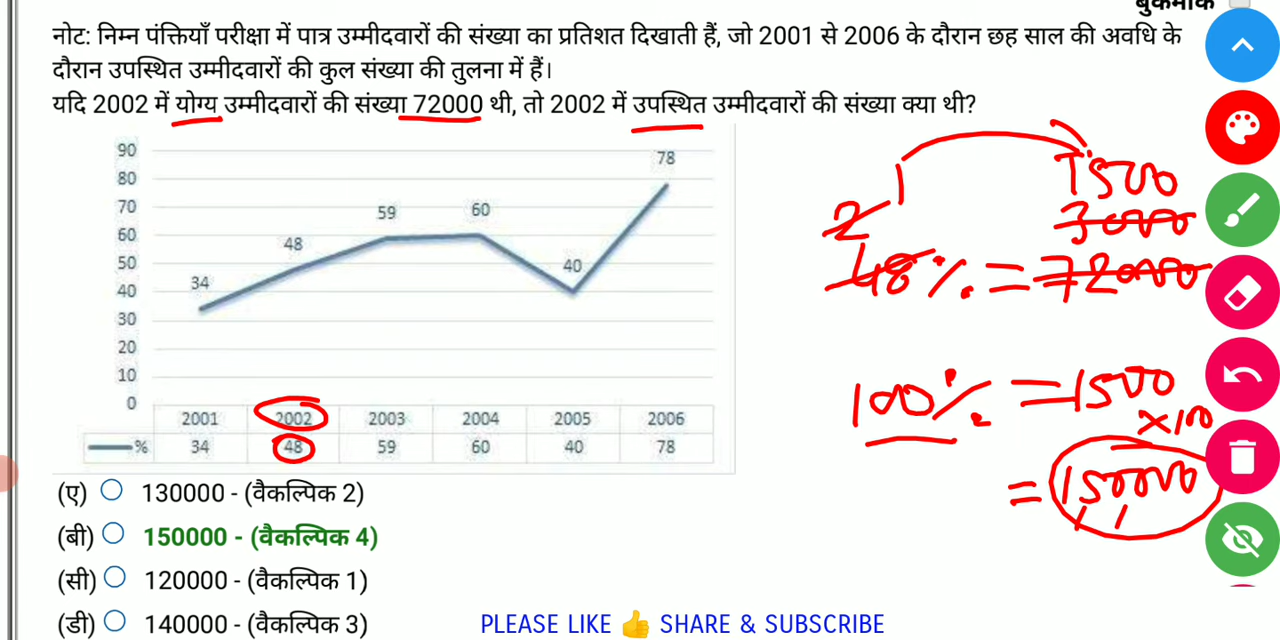 बुकमार्क
नोट: निम्न पंक्तियाँ परीक्षा में पात्र उम्मीदवारों की संख्या का प्रतिशत दिखाती हैं, जो 2001 से 2006 के दौरान छह साल की अवधि के
दौरान उपस्थित उम्मीदवारों की कुल संख्या की तुलना में हैं।
यदि 2002 में योग्य उम्मीदवारों की संख्या 72000 थी, तो 2002 में उपस्थित उम्मीदवारों की संख्या क्या थी?
90
80
70
60
50
40
30
20
10
0
34
48
59
60
40
78
2001 2002 2003 2004 2005 2006
% 34 48 59 60 40 78
1 1500
2 3000
48% = 72000
100% = 1500
×100
= 150000
(ए) 130000 - (वैकल्पिक 2)
(बी) 150000 - (वैकल्पिक 4)
(सी) 120000 - (वैकल्पिक 1)
(डी) 140000 - (वैकल्पिक 3)
PLEASE LIKE 👍 SHARE & SUBSCRIBE